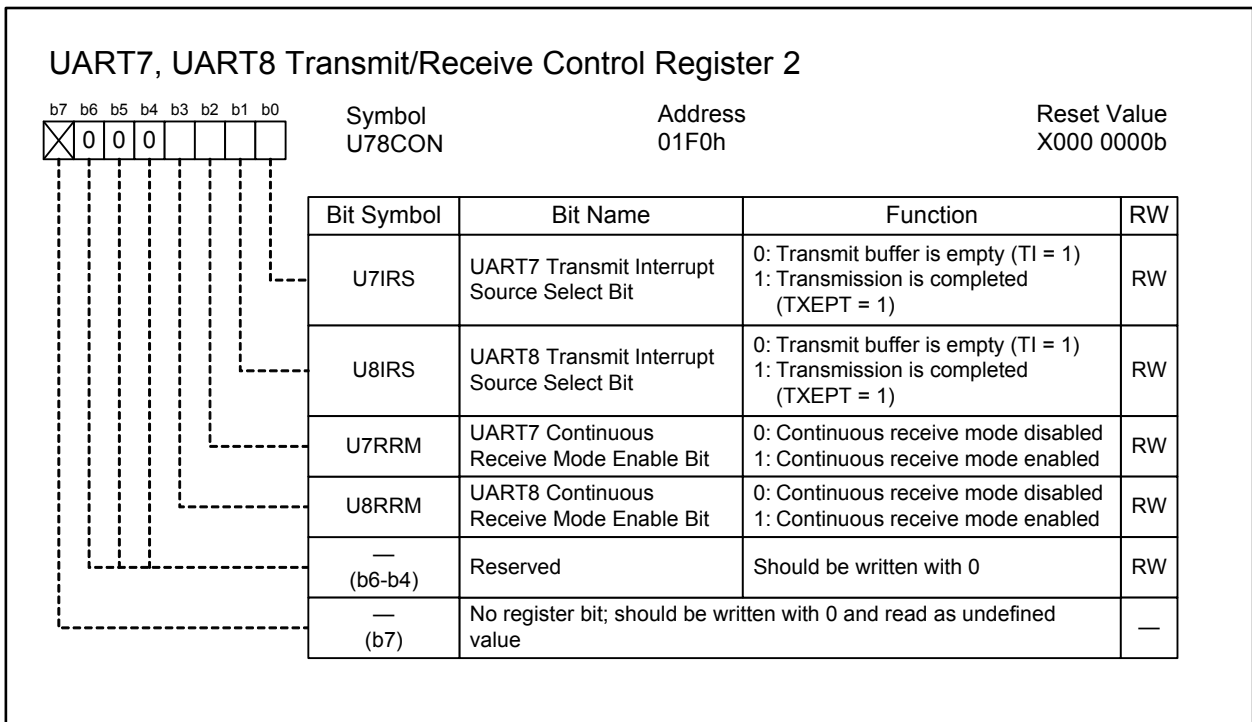 UART7, UART8 Transmit/Receive Control Register 2
b7 b6 b5 b4 b3 b2 b1 b0
0 0 0
Symbol Address Reset Value
U78CON 01F0h X000 0000b
Bit Symbol Bit Name Function RW
U7IRS
UART7 Transmit Interrupt
Source Select Bit
0: Transmit buffer is empty (TI = 1)
1: Transmission is completed
(TXEPT = 1)
RW
U8IRS
UART8 Transmit Interrupt
Source Select Bit
0: Transmit buffer is empty (TI = 1)
1: Transmission is completed
(TXEPT = 1)
RW
U7RRM
UART7 Continuous
Receive Mode Enable Bit
0: Continuous receive mode disabled
1: Continuous receive mode enabled
RW
U8RRM
UART8 Continuous
Receive Mode Enable Bit
0: Continuous receive mode disabled
1: Continuous receive mode enabled
RW
—
(b6-b4)
Reserved
Should be written with 0
RW
—
(b7)
No register bit; should be written with 0 and read as undefined
value
—